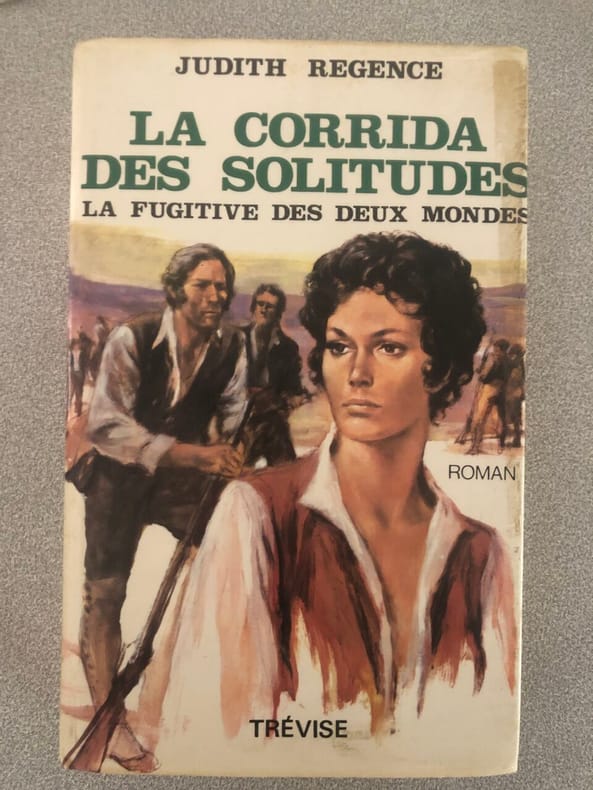 JUDITH REGENCE
LA CORRIDA
DES SOLITUDES
LA FUGITIVE DES DEUX MONDES
ROMAN
TRÉVISE